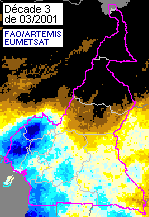 Décade 3
de 03/2001
FAO/ARTEMIS
EUMETSAT